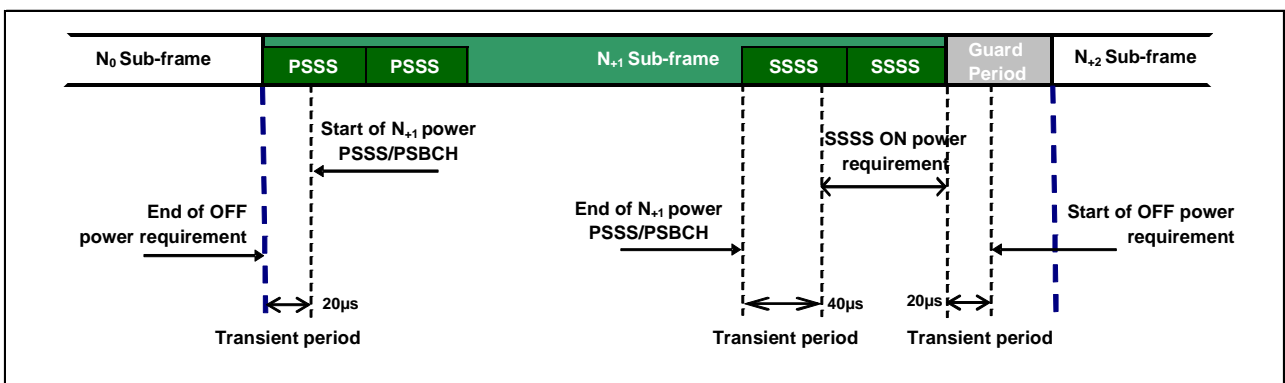 N₀ Sub-frame
PSSS
PSSS
N₊₁ Sub-frame
SSSS
SSSS
Guard
Period
N₊₂ Sub-frame
Start of N₊₁ power
PSSS/PSBCH
SSSS ON power
requirement
End of OFF
power requirement
End of N₊₁ power
PSSS/PSBCH
Start of OFF power
requirement
20µs
40µs
20µs
Transient period
Transient period
Transient period